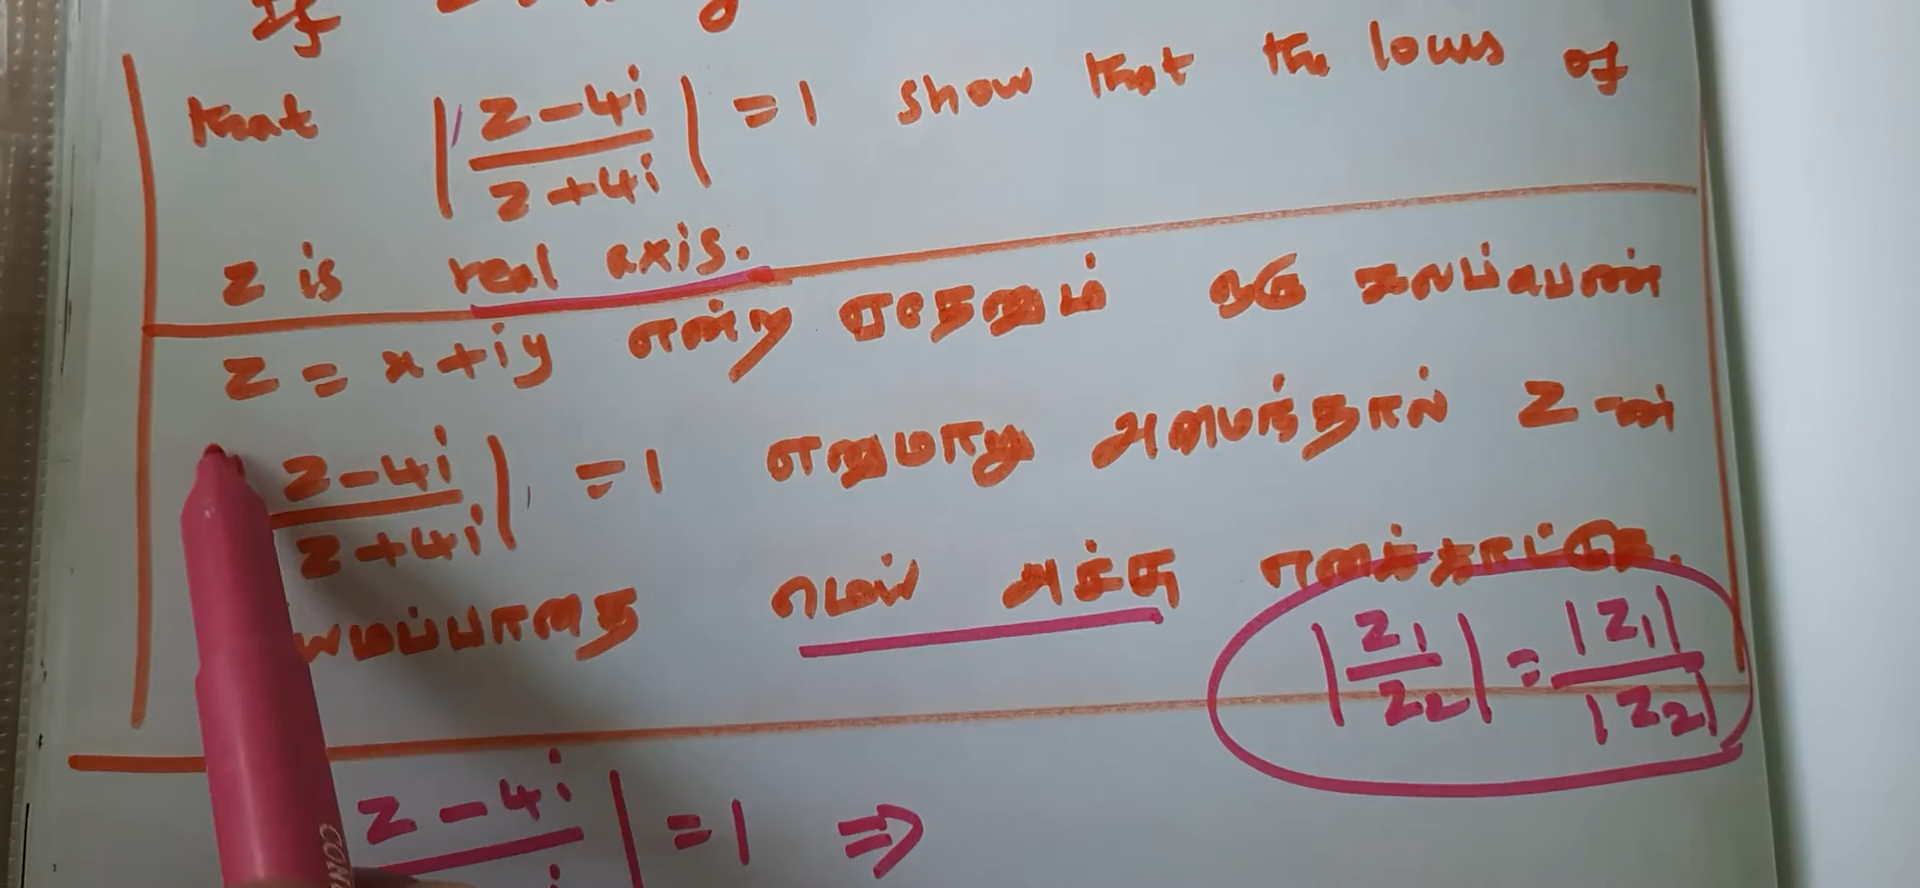 If
that |z-4i / z+4i| = 1 show that the locus of
z is real axis.
z = x+iy என்ற ஏதேனும் ஒரு கலப்பெண்
|z-4i / z+4i| = 1 எனுமாறு அமைந்தால் z-ன்
யமப்பாதை மெய் அச்சு எனக்காட்டுக.
|z1 / z2| = |z1| / |z2|
z-4i | = 1 ⇒